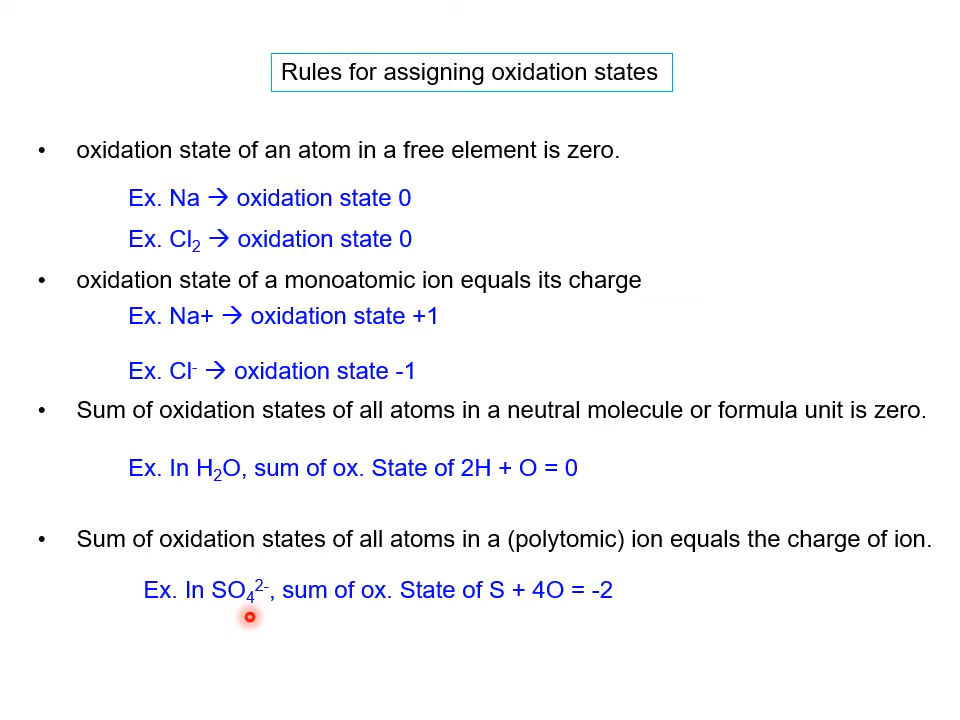 Rules for assigning oxidation states
• oxidation state of an atom in a free element is zero.
Ex. Na → oxidation state 0
Ex. Cl₂ → oxidation state 0
• oxidation state of a monoatomic ion equals its charge
Ex. Na+ → oxidation state +1
Ex. Cl⁻ → oxidation state -1
• Sum of oxidation states of all atoms in a neutral molecule or formula unit is zero.
Ex. In H₂O, sum of ox. State of 2H + O = 0
• Sum of oxidation states of all atoms in a (polytomic) ion equals the charge of ion.
Ex. In SO₄²⁻, sum of ox. State of S + 4O = -2